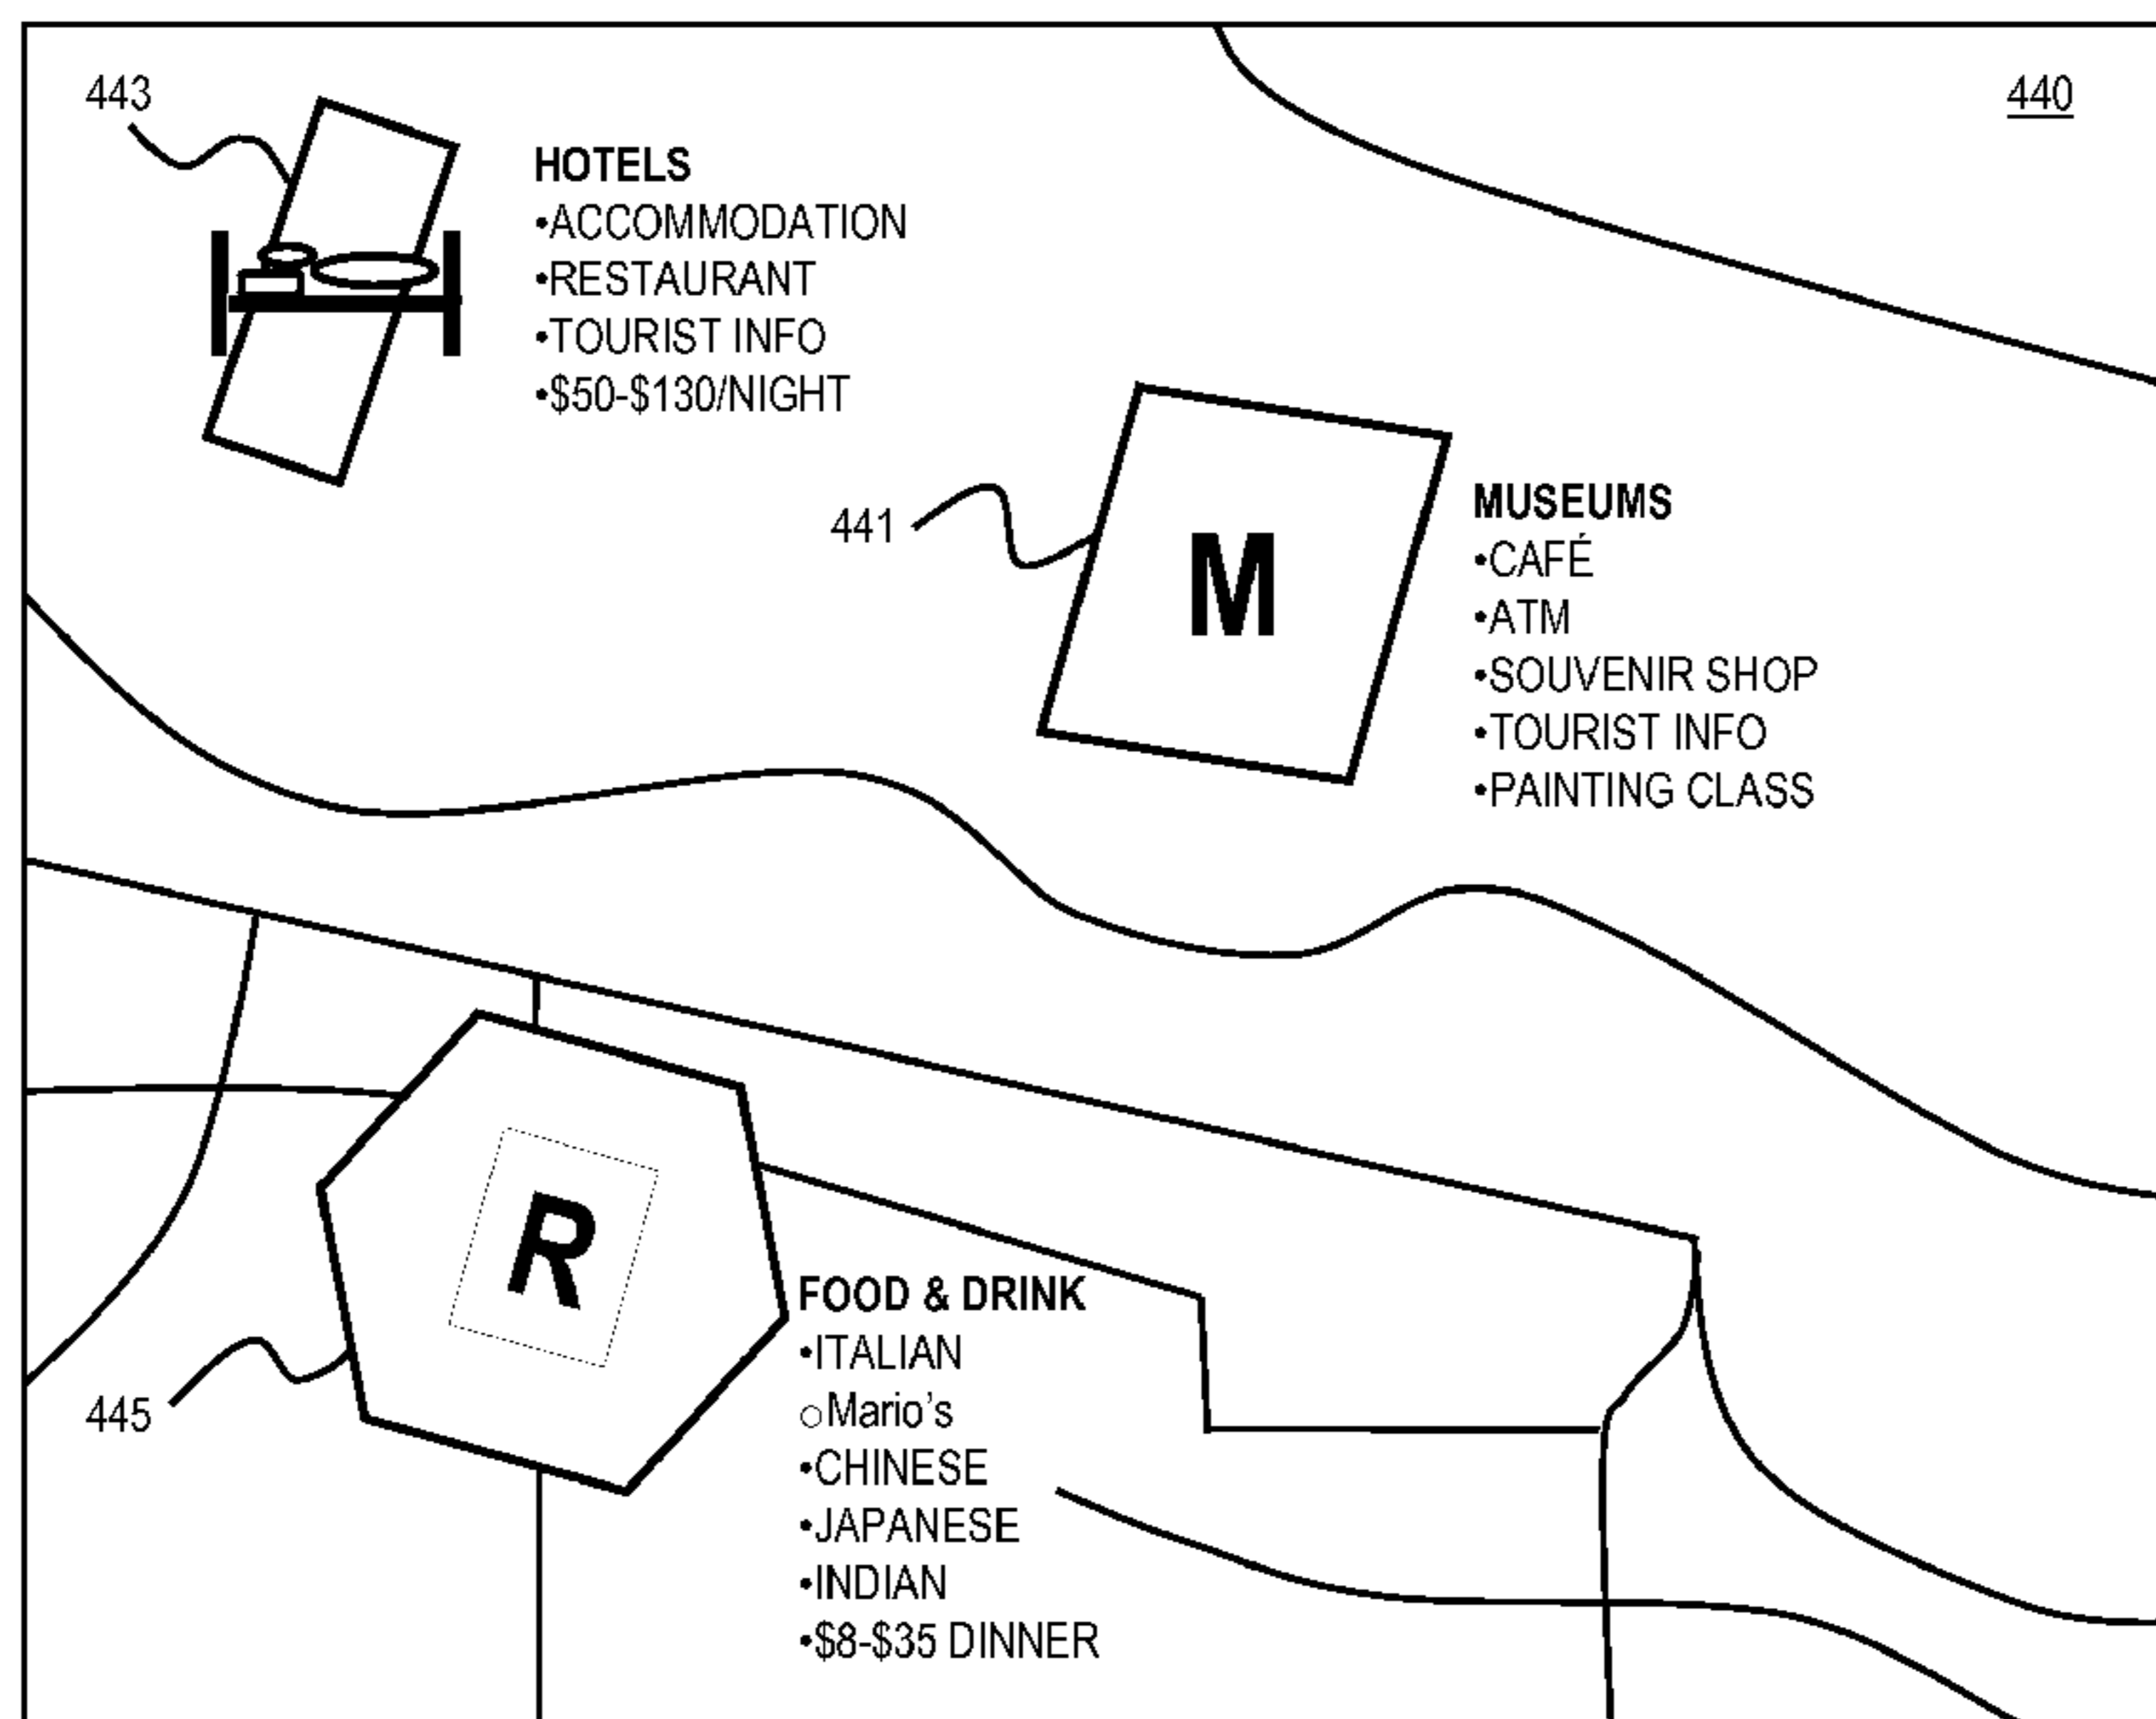 443
440
HOTELS
•ACCOMMODATION
•RESTAURANT
•TOURIST INFO
•$50-$130/NIGHT
441
M
MUSEUMS
•CAFÉ
•ATM
•SOUVENIR SHOP
•TOURIST INFO
•PAINTING CLASS
R
445
FOOD & DRINK
•ITALIAN
○Mario's
•CHINESE
•JAPANESE
•INDIAN
•$8-$35 DINNER